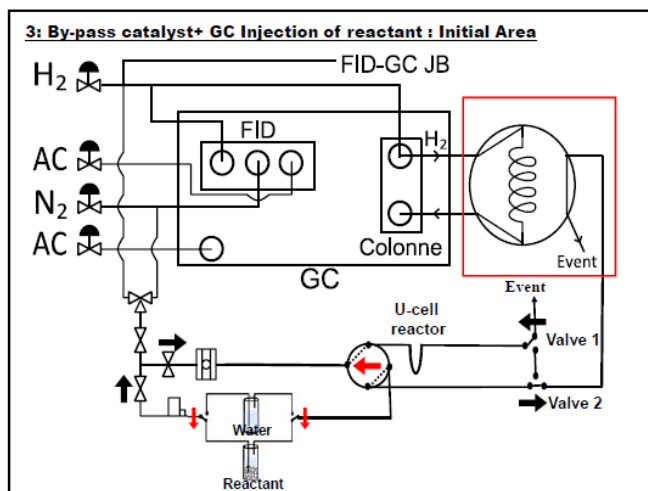 3: By-pass catalyst+ GC Injection of reactant : Initial Area
FID-GC JB
H2
FID
H2
AC
N2
AC
Colonne
GC
Event
Event
U-cell
reactor
Valve 1
Valve 2
Water
Reactant